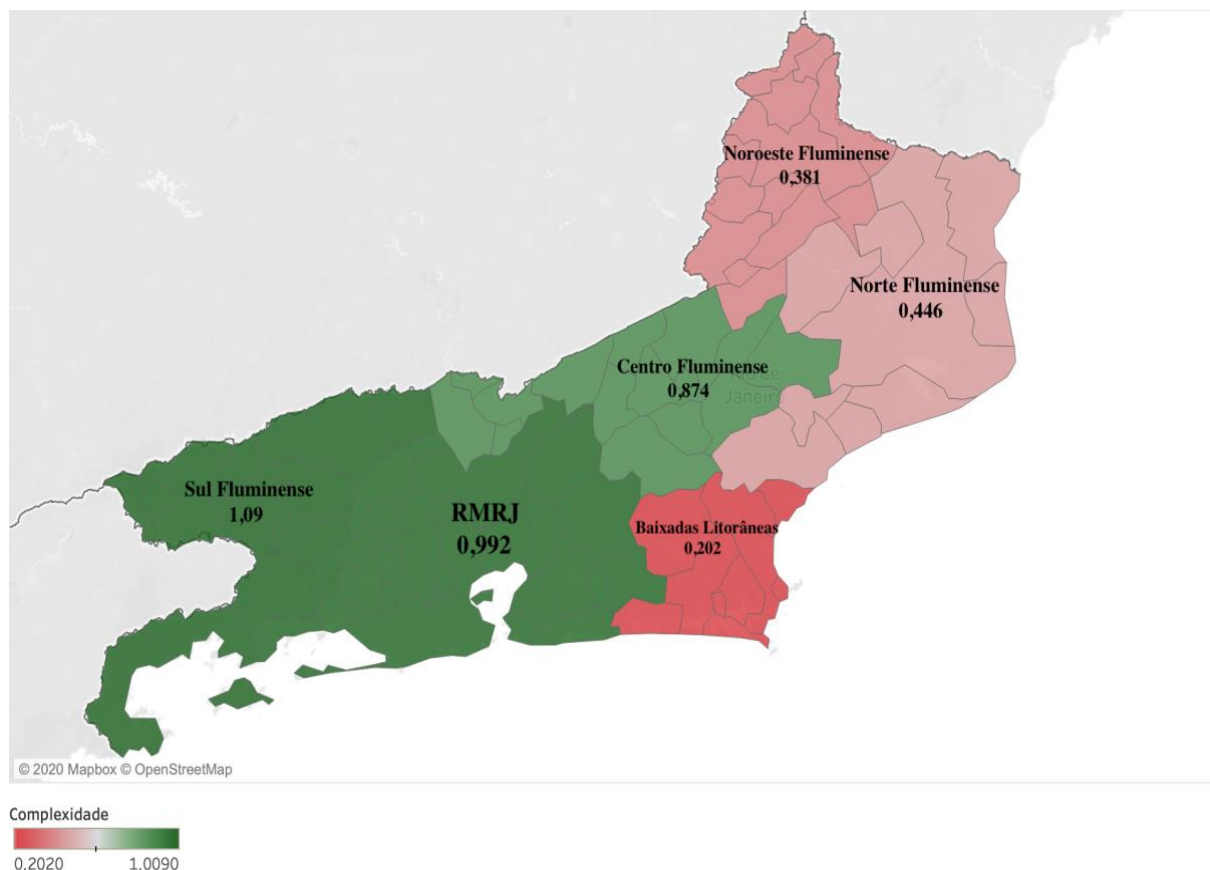 Noroeste Fluminense
0,381
Norte Fluminense
0,446
Centro Fluminense
0,874
Janeiro
Sul Fluminense
1,09
RMRJ
0,992
Baixadas Litorâneas
0,202
© 2020 Mapbox © OpenStreetMap
Complexidade
0,2020
1,0090